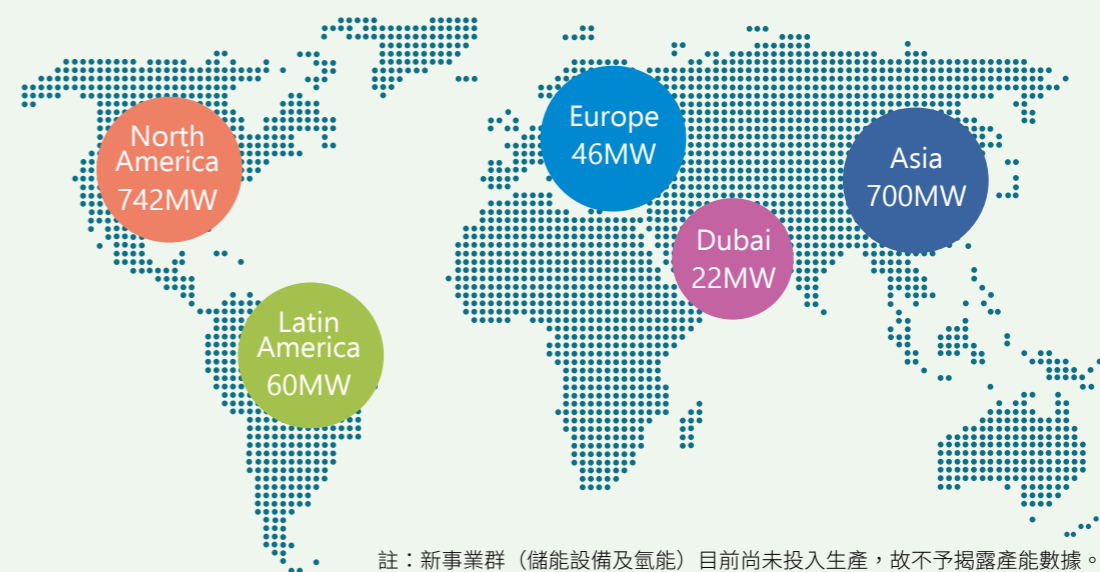 North
America
742MW
Europe
46MW
Asia
700MW
Dubai
22MW
Latin
America
60MW
註：新事業群（儲能設備及氫能）目前尚未投入生產，故不予揭露產能數據。